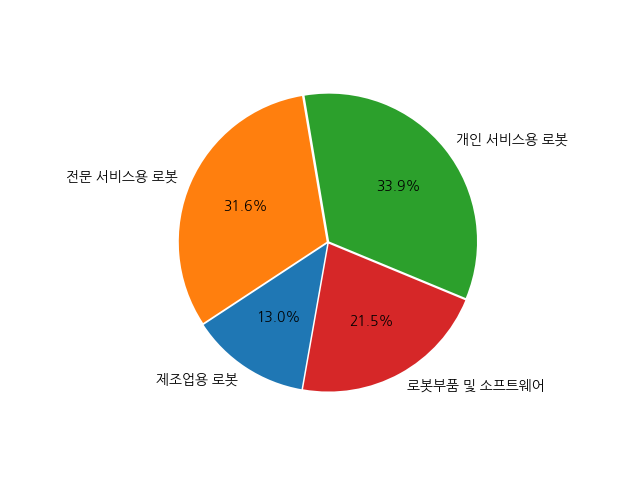 개인 서비스용 로봇
33.9%
전문 서비스용 로봇
31.6%
13.0%
21.5%
제조업용 로봇
로봇부품 및 소프트웨어